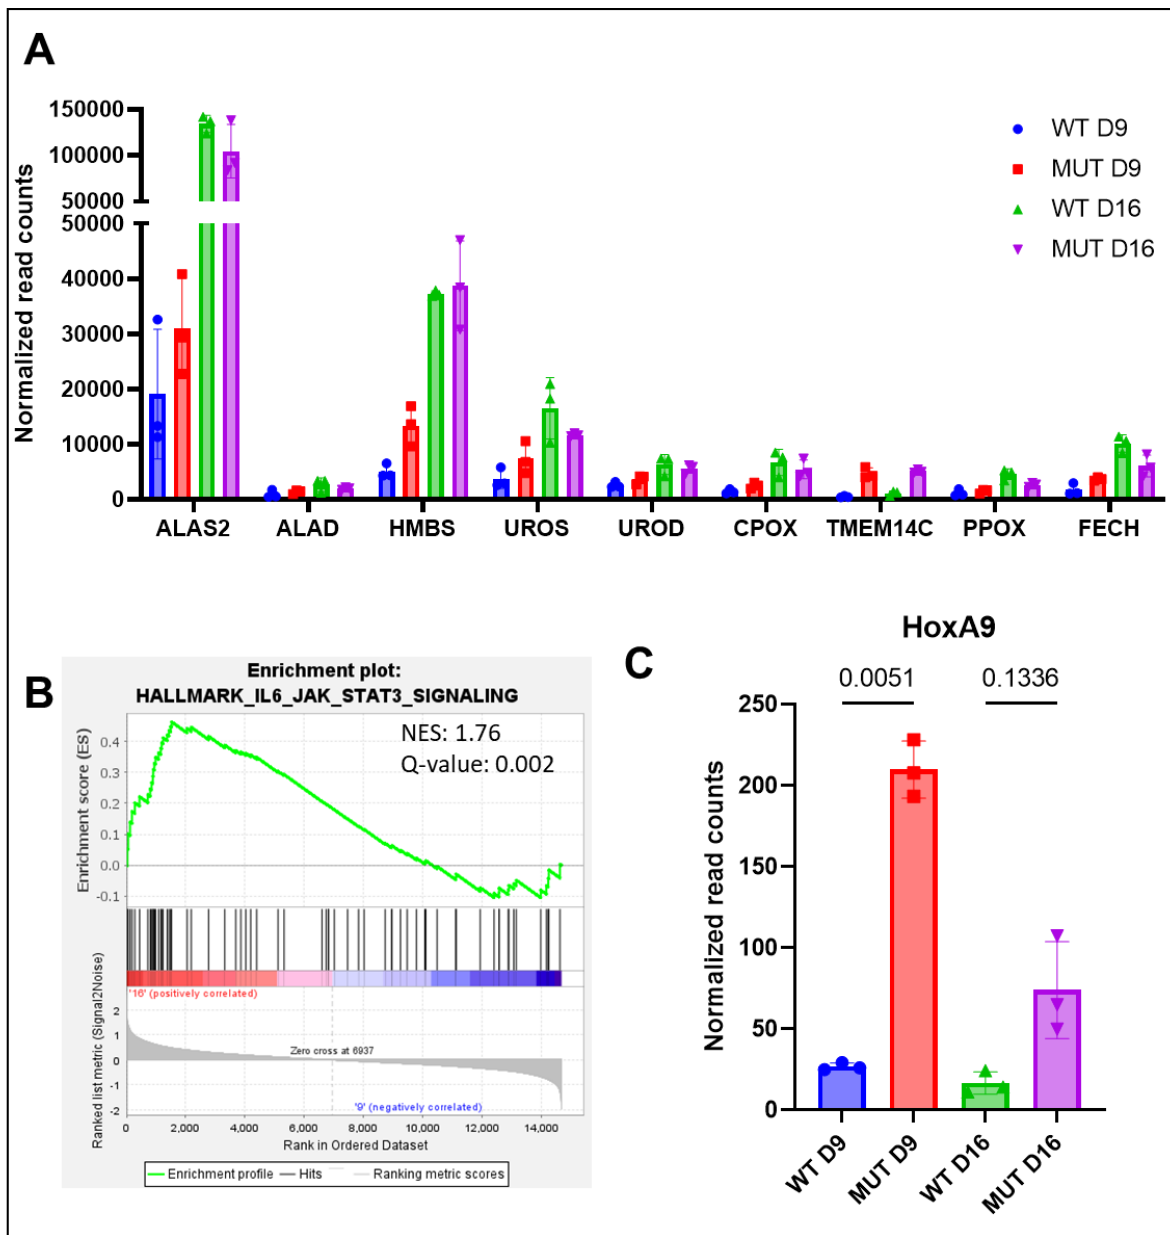 A
Normalized read counts
150000
100000
50000
50000
40000
30000
20000
10000
0
ALAS2 ALAD HMBS UROS UROD CPOX TMEM14C PPOX FECH
WT D9
MUT D9
WT D16
MUT D16
B
Enrichment plot:
HALLMARK_IL6_JAK_STAT3_SIGNALING
NES: 1.76
Q-value: 0.002
Enrichment score (ES)
0.4
0.3
0.2
0.1
0.0
-0.1
'16' (positively correlated)
Ranked list metric (Signal2Noise)
2
1
0
-1
-2
Zero cross at 6937
'9' (negatively correlated)
0 2,000 4,000 6,000 8,000 10,000 12,000 14,000
Rank in Ordered Dataset
Enrichment profile Hits Ranking metric scores
C
HoxA9
0.0051 0.1336
Normalized read counts
250
200
150
100
50
0
WT D9
MUT D9
WT D16
MUT D16